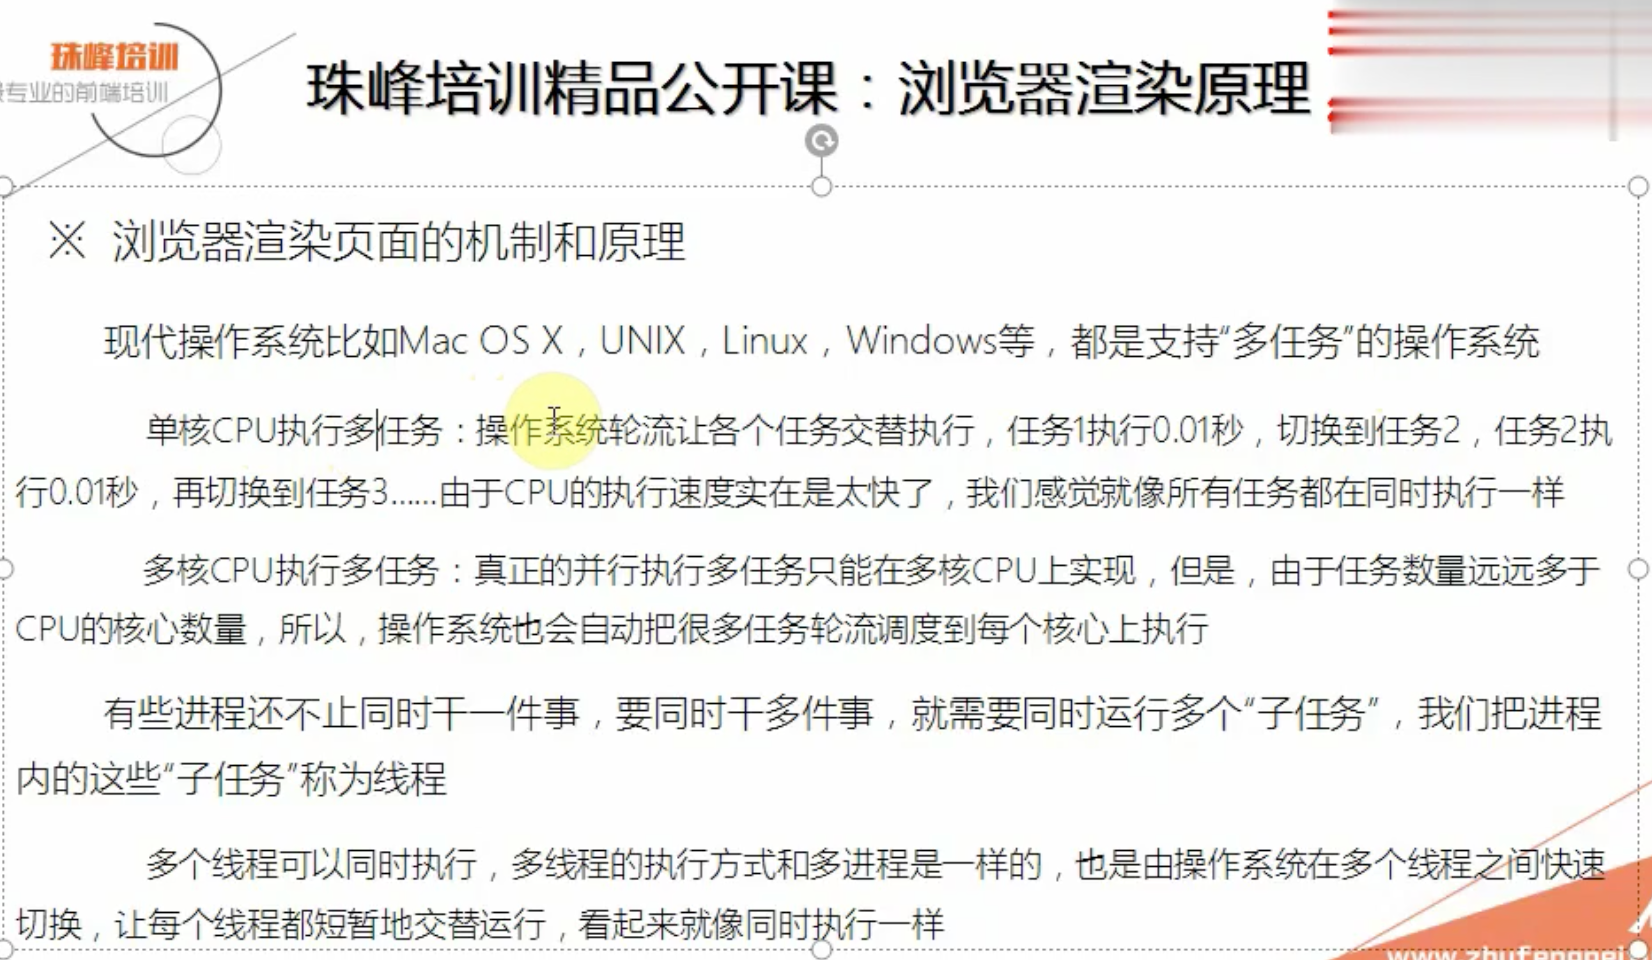 珠峰培训
专业的前端培训
珠峰培训精品公开课：浏览器渲染原理
※ 浏览器渲染页面的机制和原理
现代操作系统比如Mac OS X，UNIX，Linux，Windows等，都是支持“多任务”的操作系统
单核CPU执行多任务：操作系统轮流让各个任务交替执行，任务1执行0.01秒，切换到任务2，任务2执
行0.01秒，再切换到任务3……由于CPU的执行速度实在是太快了，我们感觉就像所有任务都在同时执行一样
多核CPU执行多任务：真正的并行执行多任务只能在多核CPU上实现，但是，由于任务数量远远多于
CPU的核心数量，所以，操作系统也会自动把很多任务轮流调度到每个核心上执行
有些进程还不止同时干一件事，要同时干多件事，就需要同时运行多个“子任务”，我们把进程
内的这些“子任务”称为线程
多个线程可以同时执行，多线程的执行方式和多进程是一样的，也是由操作系统在多个线程之间快速
切换，让每个线程都短暂地交替运行，看起来就像同时执行一样